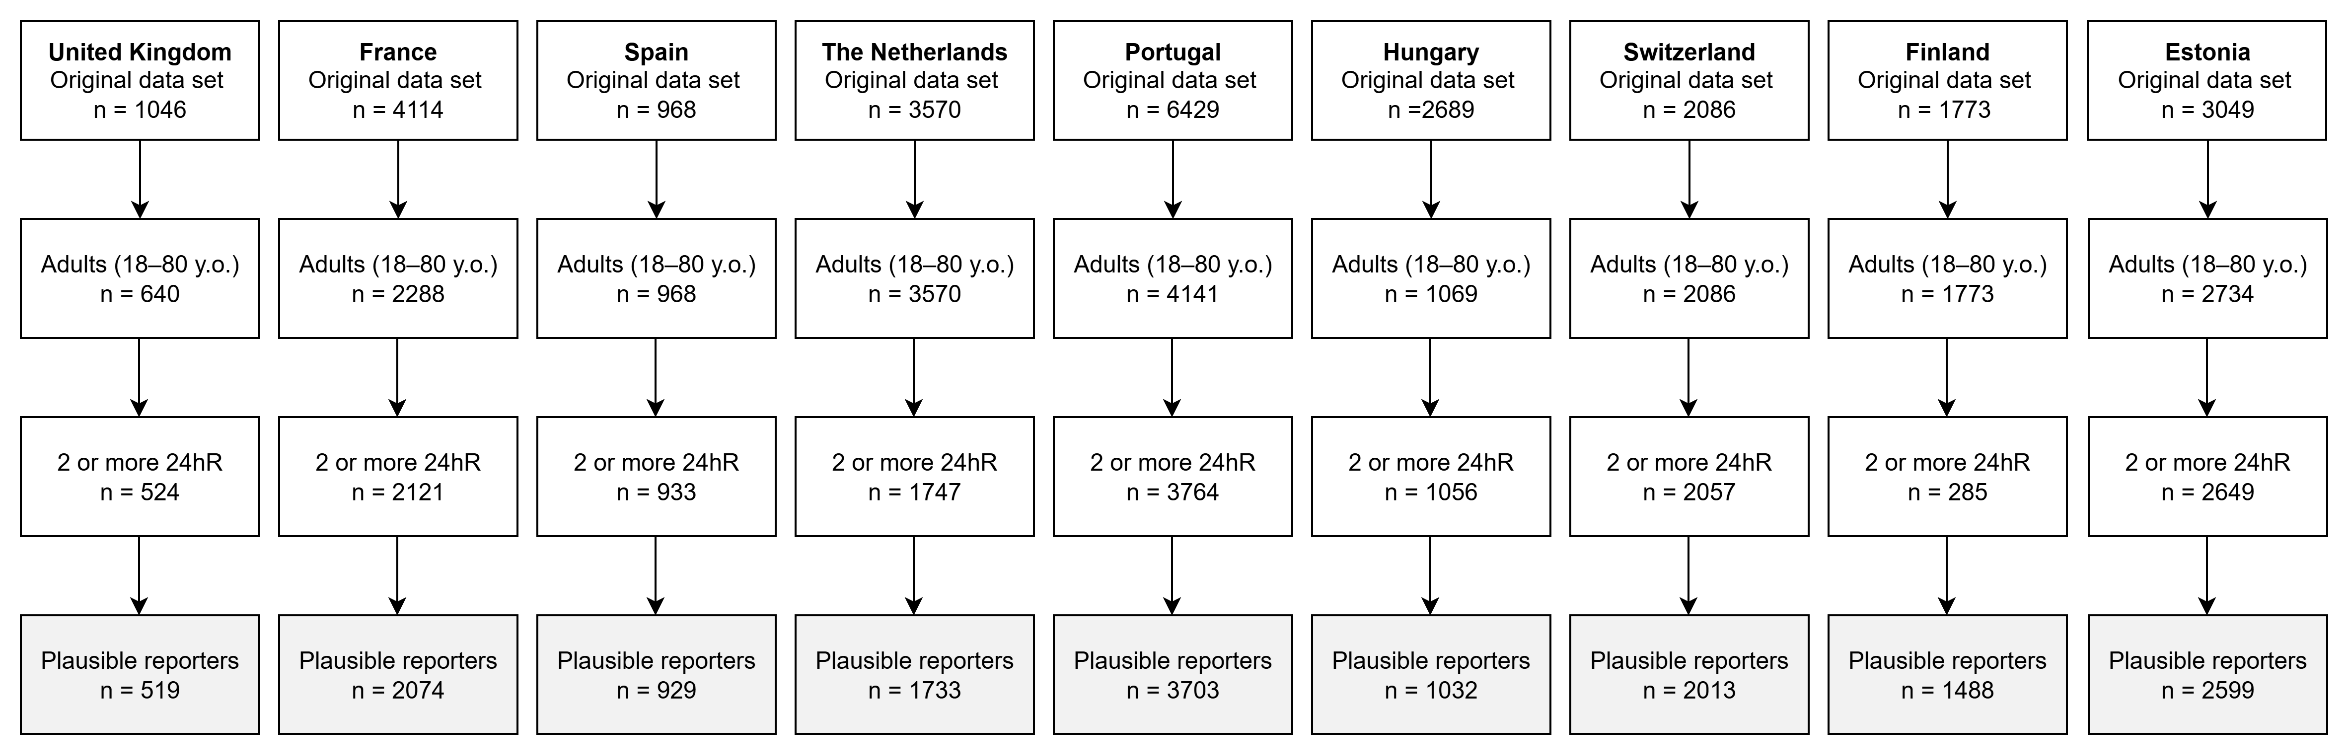 United Kingdom
Original data set
n = 1046
France
Original data set
n = 4114
Spain
Original data set
n = 968
The Netherlands
Original data set
n = 3570
Portugal
Original data set
n = 6429
Hungary
Original data set
n =2689
Switzerland
Original data set
n = 2086
Finland
Original data set
n = 1773
Estonia
Original data set
n = 3049
Adults (18–80 y.o.)
n = 640
Adults (18–80 y.o.)
n = 2288
Adults (18–80 y.o.)
n = 968
Adults (18–80 y.o.)
n = 3570
Adults (18–80 y.o.)
n = 4141
Adults (18–80 y.o.)
n = 1069
Adults (18–80 y.o.)
n = 2086
Adults (18–80 y.o.)
n = 1773
Adults (18–80 y.o.)
n = 2734
2 or more 24hR
n = 524
2 or more 24hR
n = 2121
2 or more 24hR
n = 933
2 or more 24hR
n = 1747
2 or more 24hR
n = 3764
2 or more 24hR
n = 1056
2 or more 24hR
n = 2057
2 or more 24hR
n = 285
2 or more 24hR
n = 2649
Plausible reporters
n = 519
Plausible reporters
n = 2074
Plausible reporters
n = 929
Plausible reporters
n = 1733
Plausible reporters
n = 3703
Plausible reporters
n = 1032
Plausible reporters
n = 2013
Plausible reporters
n = 1488
Plausible reporters
n = 2599